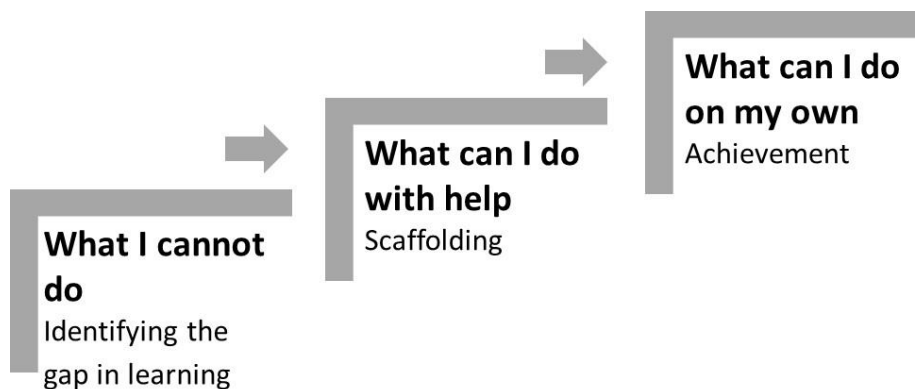 What I cannot
do
Identifying the
gap in learning
What can I do
with help
Scaffolding
What can I do
on my own
Achievement